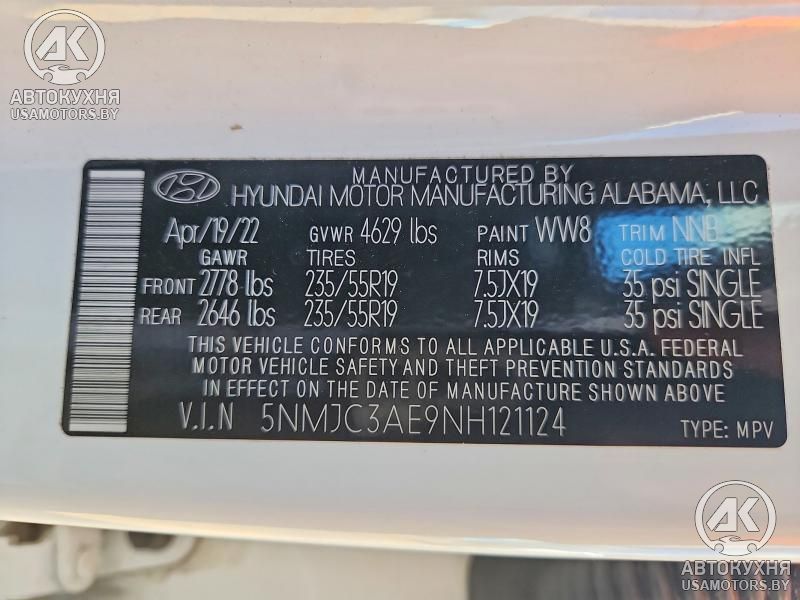 AK
АВТОКУХНЯ
USAMOTORS.BY
MANUFACTURED BY
HYUNDAI MOTOR MANUFACTURING ALABAMA, LLC
Apr/19/22 GVWR 4629 lbs PAINT WW8 TRIM NNB
GAWR TIRES RIMS COLD TIRE INFL
FRONT 2778 lbs 235/55R19 7.5JX19 35 psi SINGLE
REAR 2646 lbs 235/55R19 7.5JX19 35 psi SINGLE
THIS VEHICLE CONFORMS TO ALL APPLICABLE U.S.A. FEDERAL
MOTOR VEHICLE SAFETY AND THEFT PREVENTION STANDARDS
IN EFFECT ON THE DATE OF MANUFACTURE SHOWN ABOVE
V.I.N 5NMJC3AE9NH121124 TYPE: MPV
AK
АВТОКУХНЯ
USAMOTORS.BY